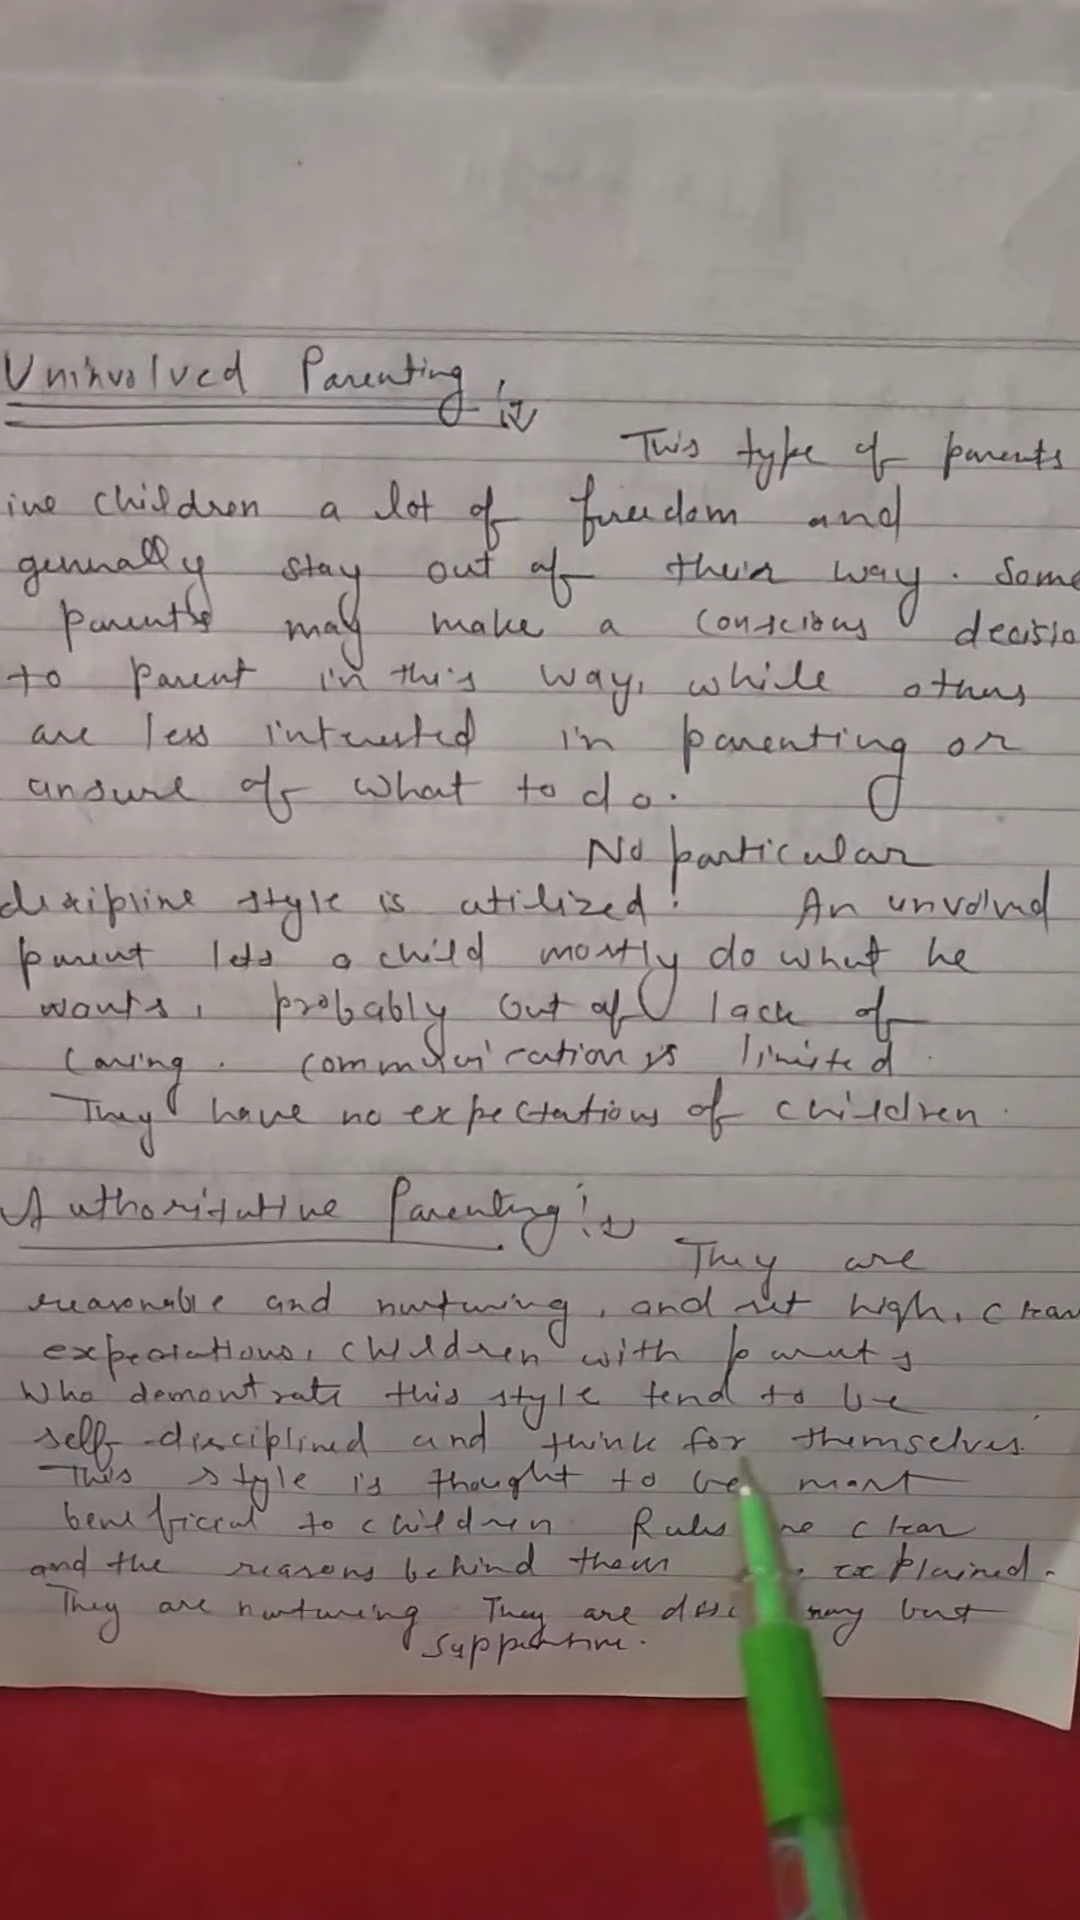 Uninvolved Parenting :
This type of parents
ive children a lot of freedom and
generally stay out of their way. Some
parents may make a conscious decisio
to parent in this way, while others
are less interested in parenting or
unsure of what to do.
No particular
discipline style is utilized! An unvolved
parent lets a child mostly do what he
wants, probably out of lack of
caring. Communication is limited.
They have no expectations of children.
Authoritative Parenting :
They are
reasonable and nurturing, and set high, clear
expectations. Children with parents
who demontrate this style tend to be
self-disciplined and think for themselves.
This style is thought to be most
beneficial to children. Rules clear
and the reasons behind them explained.
They are nurturing. They are but
supportive.